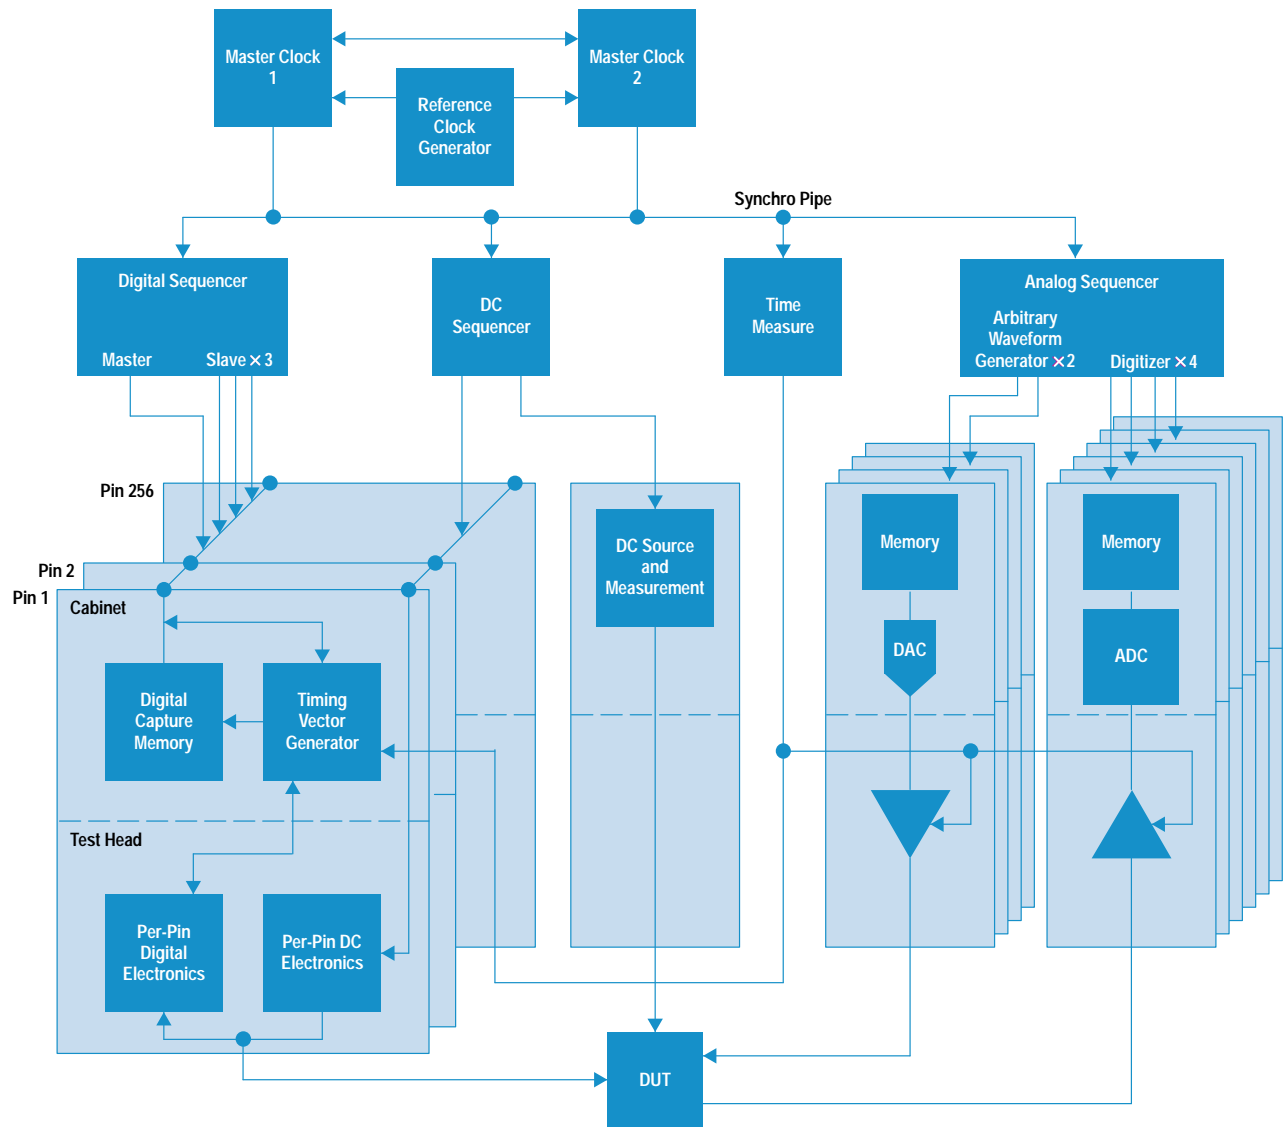 Master Clock
1
Master Clock
2
Reference
Clock
Generator
Synchro Pipe
Digital Sequencer
Master
Slave × 3
DC
Sequencer
Time
Measure
Analog Sequencer
Arbitrary
Waveform
Generator × 2
Digitizer × 4
Pin 256
Pin 2
Pin 1
Cabinet
DC Source
and
Measurement
Memory
Memory
DAC
ADC
Digital
Capture
Memory
Timing
Vector
Generator
Test Head
Per-Pin
Digital
Electronics
Per-Pin DC
Electronics
DUT